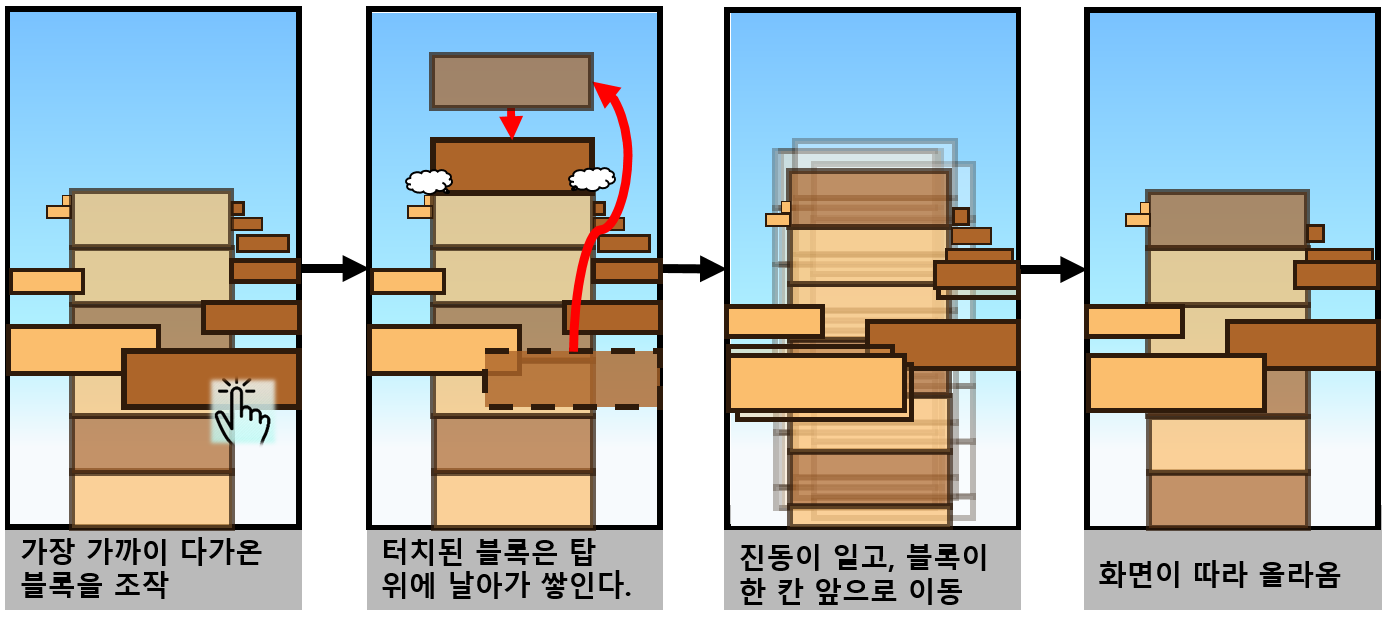 가장 가까이 다가온
블록을 조작
터치된 블록은 탑
위에 날아가 쌓인다.
진동이 일고, 블록이
한 칸 앞으로 이동
화면이 따라 올라옴